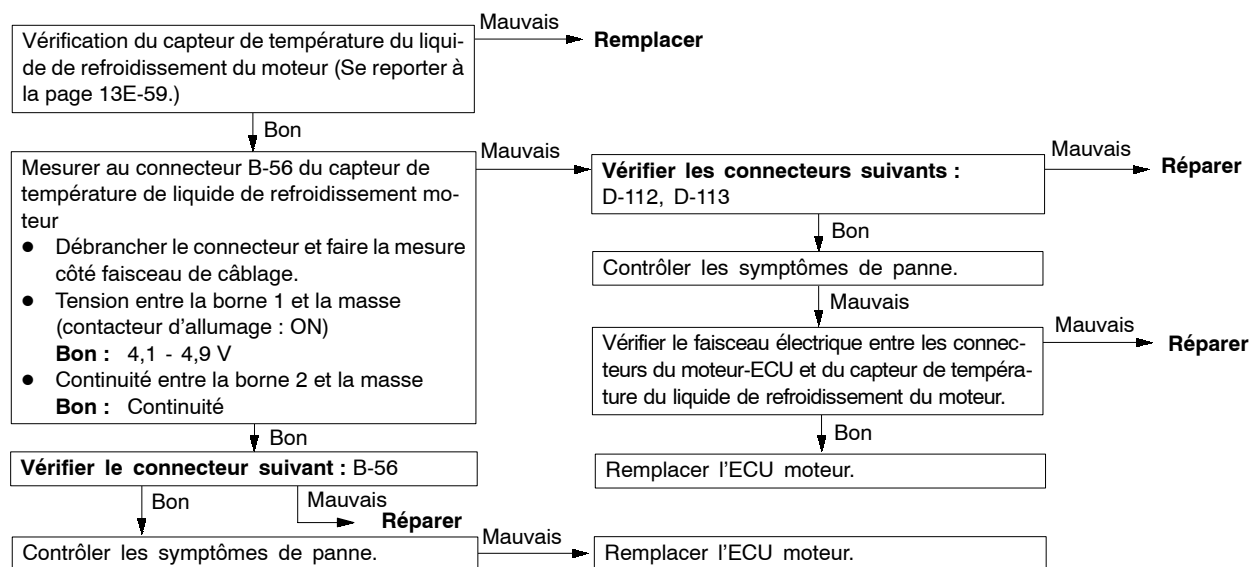 Vérification du capteur de température du liqui-
de de refroidissement du moteur (Se reporter à
la page 13E-59.)
Mauvais
Remplacer
Bon
Mesurer au connecteur B-56 du capteur de
température de liquide de refroidissement mo-
teur
● Débrancher le connecteur et faire la mesure
côté faisceau de câblage.
● Tension entre la borne 1 et la masse
(contacteur d'allumage : ON)
Bon : 4,1 - 4,9 V
● Continuité entre la borne 2 et la masse
Bon : Continuité
Mauvais
Vérifier les connecteurs suivants :
D-112, D-113
Mauvais
Réparer
Bon
Contrôler les symptômes de panne.
Mauvais
Vérifier le faisceau électrique entre les connec-
teurs du moteur-ECU et du capteur de tempéra-
ture du liquide de refroidissement du moteur.
Mauvais
Réparer
Bon
Remplacer l'ECU moteur.
Bon
Vérifier le connecteur suivant : B-56
Bon
Mauvais
Réparer
Contrôler les symptômes de panne.
Mauvais
Remplacer l'ECU moteur.